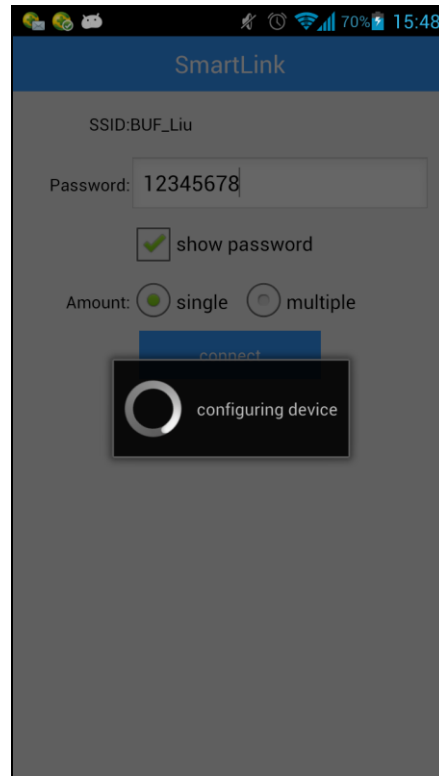 70% 15:48
SmartLink
SSID:BUF_Liu
Password: 12345678
show password
Amount: single multiple
connect
configuring device